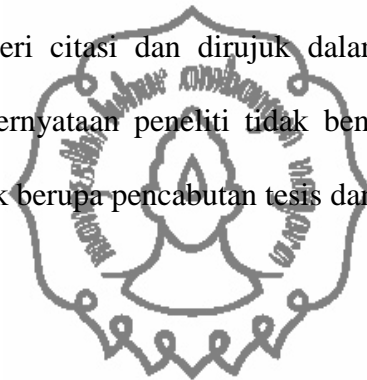 eri citasi dan dirujuk dalam
ernyataan peneliti tidak ben
k berupa pencabutan tesis dan